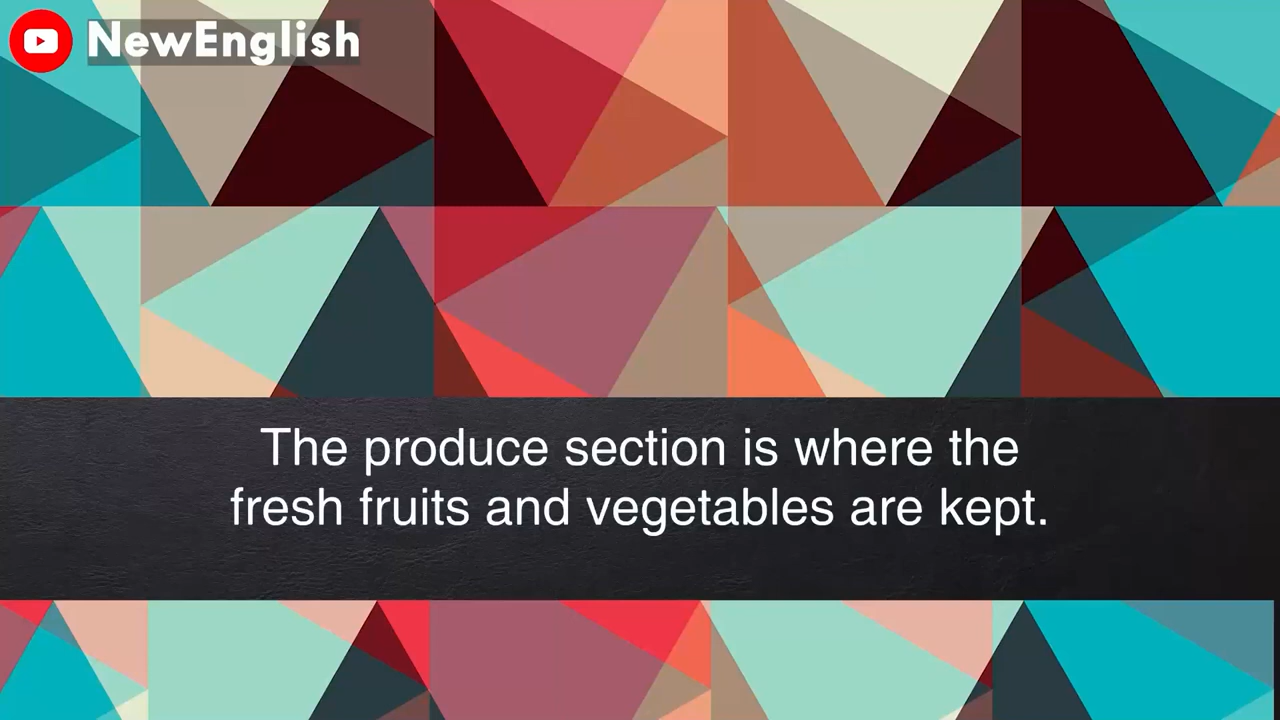 NewEnglish
The produce section is where the
fresh fruits and vegetables are kept.